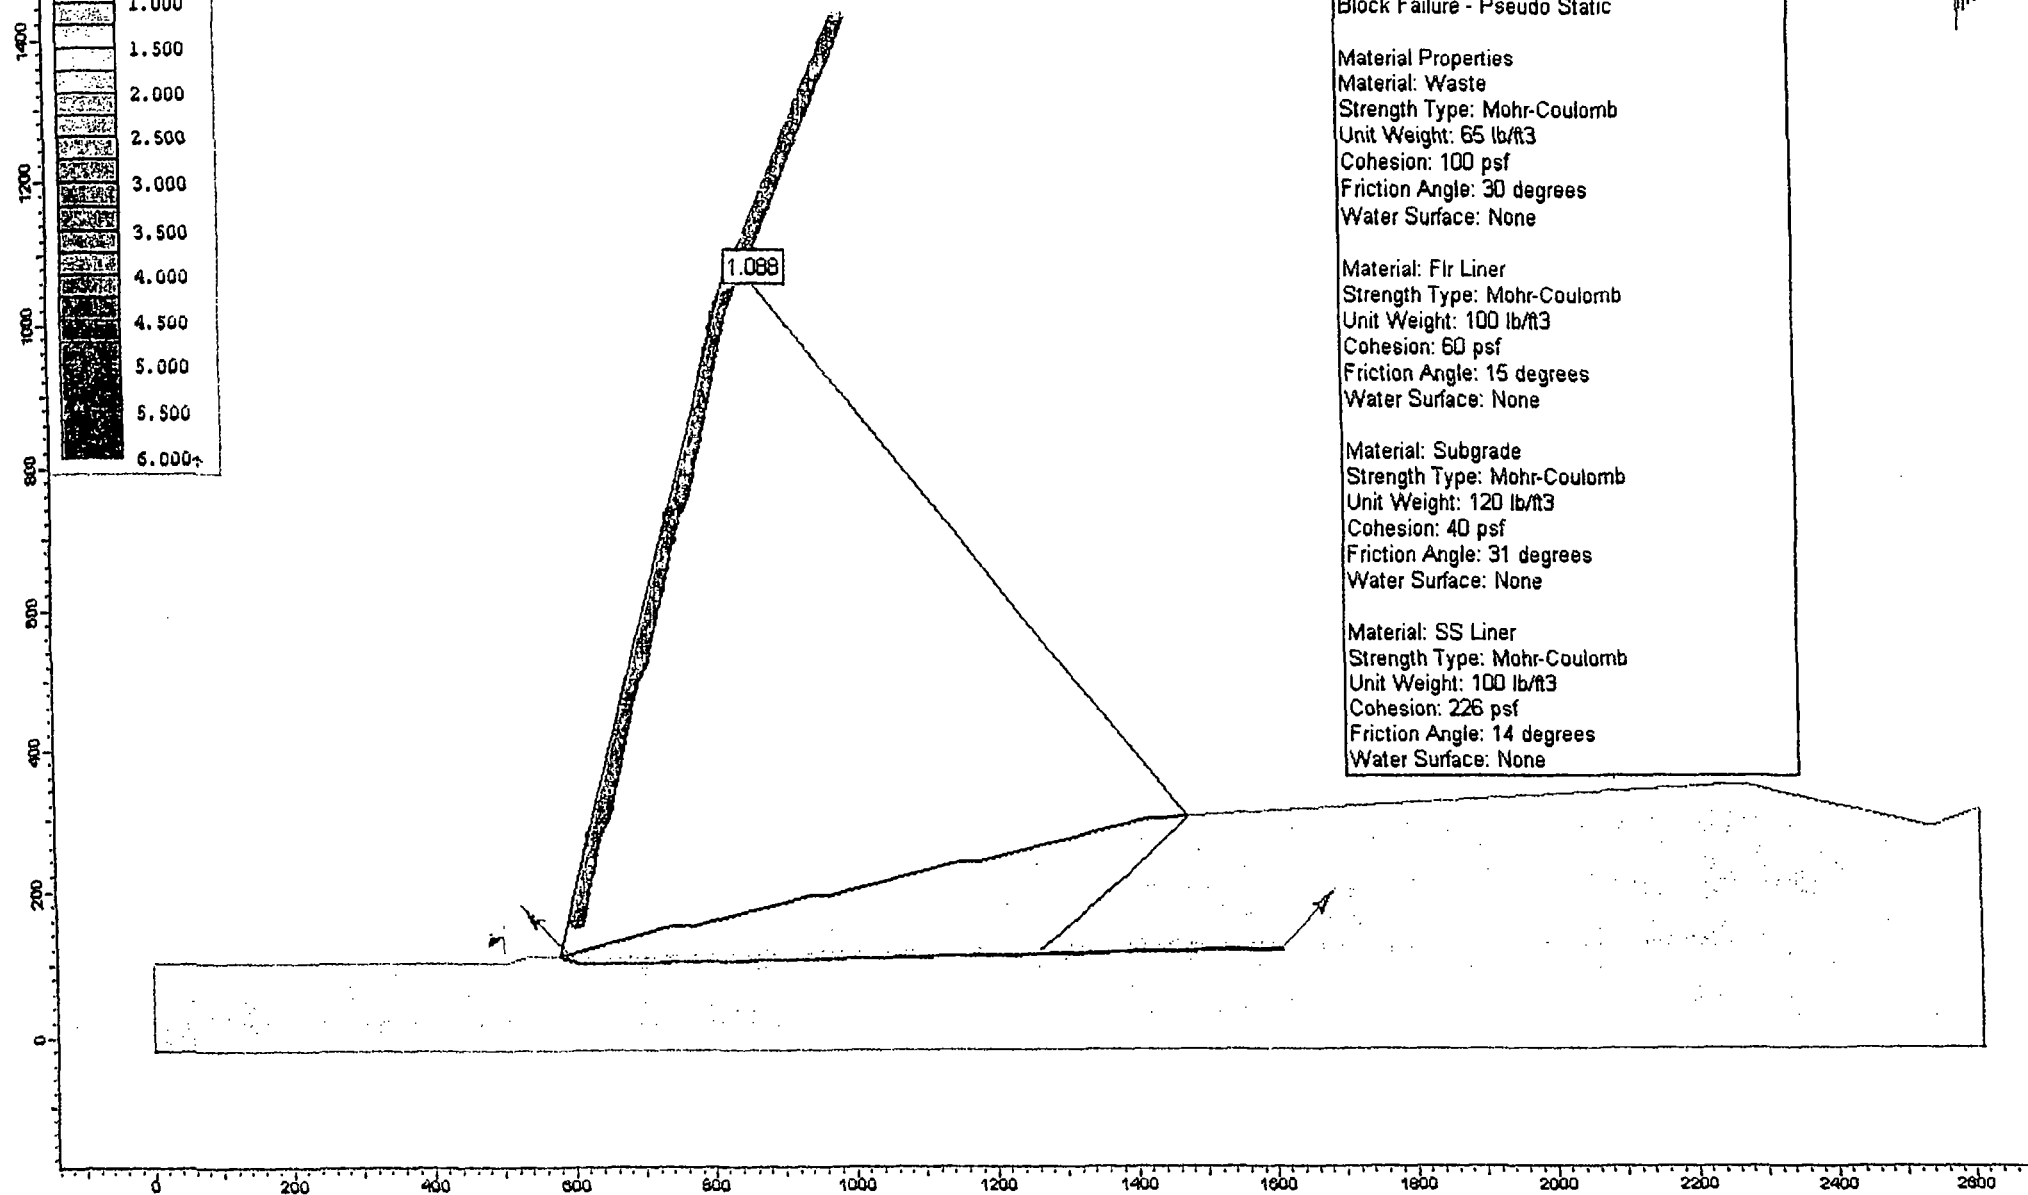 1.000
1.500
2.000
2.500
3.000
3.500
4.000
4.500
5.000
5.500
6.000+
1400
1200
1000
800
600
400
200
0
1.088
Block Failure - Pseudo Static
Material Properties
Material: Waste
Strength Type: Mohr-Coulomb
Unit Weight: 65 lb/ft3
Cohesion: 100 psf
Friction Angle: 30 degrees
Water Surface: None
Material: Flr Liner
Strength Type: Mohr-Coulomb
Unit Weight: 100 lb/ft3
Cohesion: 60 psf
Friction Angle: 15 degrees
Water Surface: None
Material: Subgrade
Strength Type: Mohr-Coulomb
Unit Weight: 120 lb/ft3
Cohesion: 40 psf
Friction Angle: 31 degrees
Water Surface: None
Material: SS Liner
Strength Type: Mohr-Coulomb
Unit Weight: 100 lb/ft3
Cohesion: 226 psf
Friction Angle: 14 degrees
Water Surface: None
0 200 400 600 800 1000 1200 1400 1600 1800 2000 2200 2400 2600